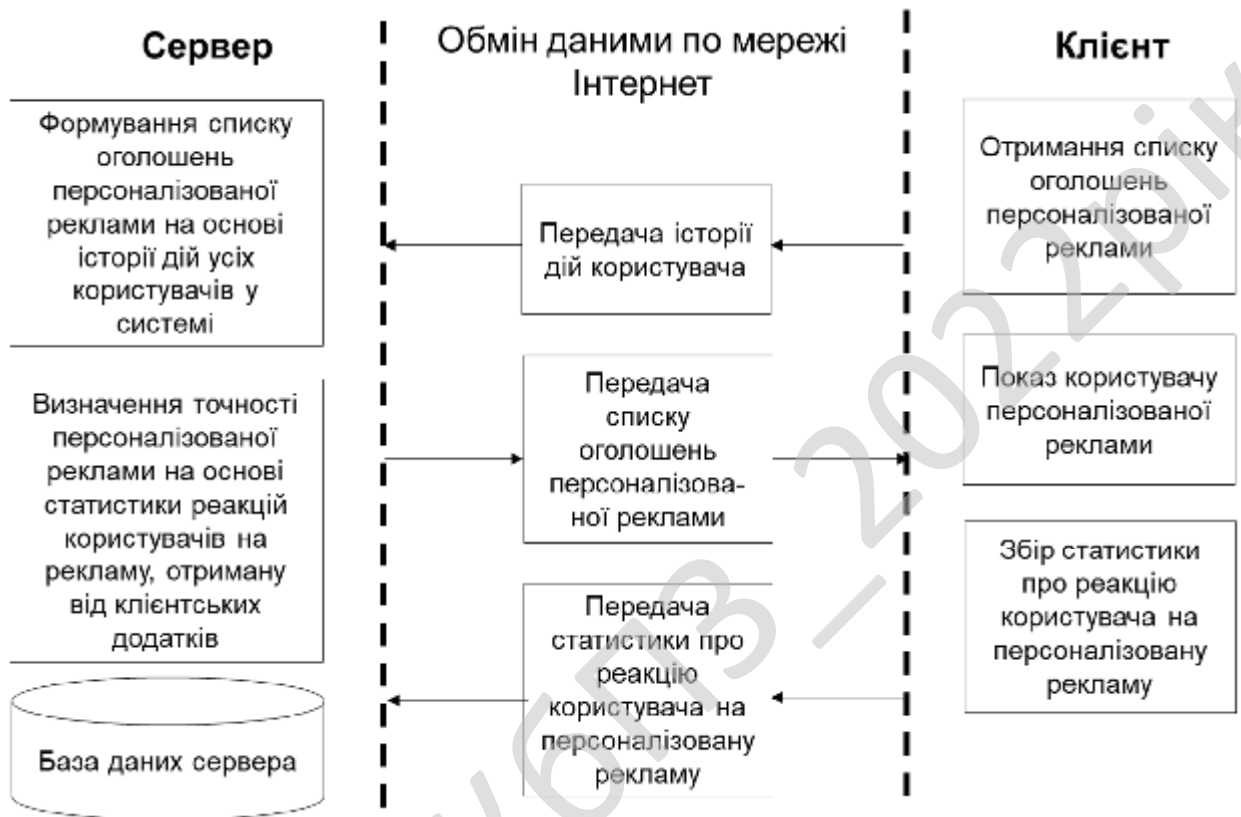 Сервер
Формування списку
оголошень
персоналізованої
реклами на основі
історії дій усіх
користувачів у
системі
Визначення точності
персоналізованої
реклами на основі
статистики реакцій
користувачів на
рекламу, отриману
від клієнтських
додатків
База даних сервера
Обмін даними по мережі
Інтернет
Передача історії
дій користувача
Передача
списку
оголошень
персоналізова-
ної реклами
Передача
статистики про
реакцію
користувача на
персоналізовану
рекламу
Клієнт
Отримання списку
оголошень
персоналізованої
реклами
Показ користувачу
персоналізованої
реклами
Збір статистики
про реакцію
користувача на
персоналізовану
рекламу